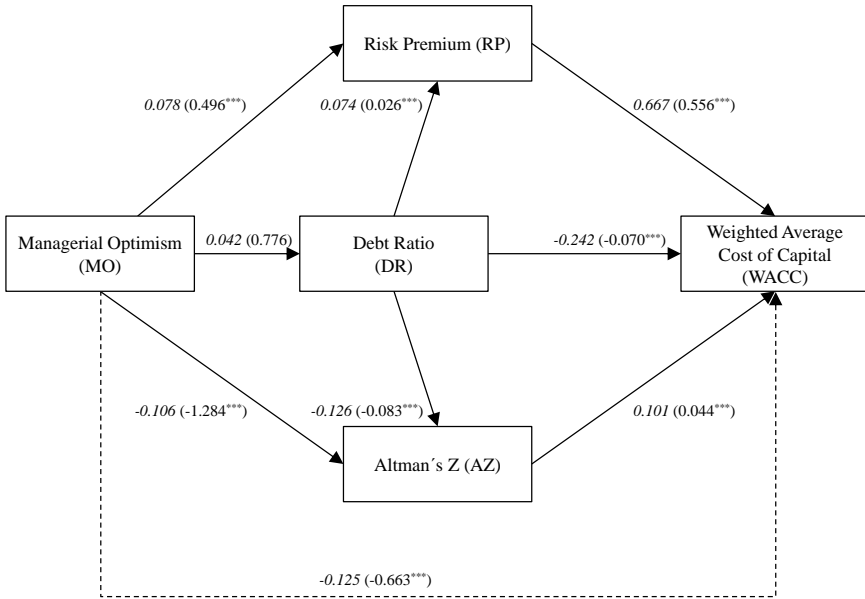 Risk Premium (RP)
0.078 (0.496***)
0.074 (0.026***)
0.667 (0.556***)
Managerial Optimism
(MO)
0.042 (0.776)
Debt Ratio
(DR)
-0.242 (-0.070***)
Weighted Average
Cost of Capital
(WACC)
-0.106 (-1.284***)
-0.126 (-0.083***)
0.101 (0.044***)
Altman´s Z (AZ)
-0.125 (-0.663***)